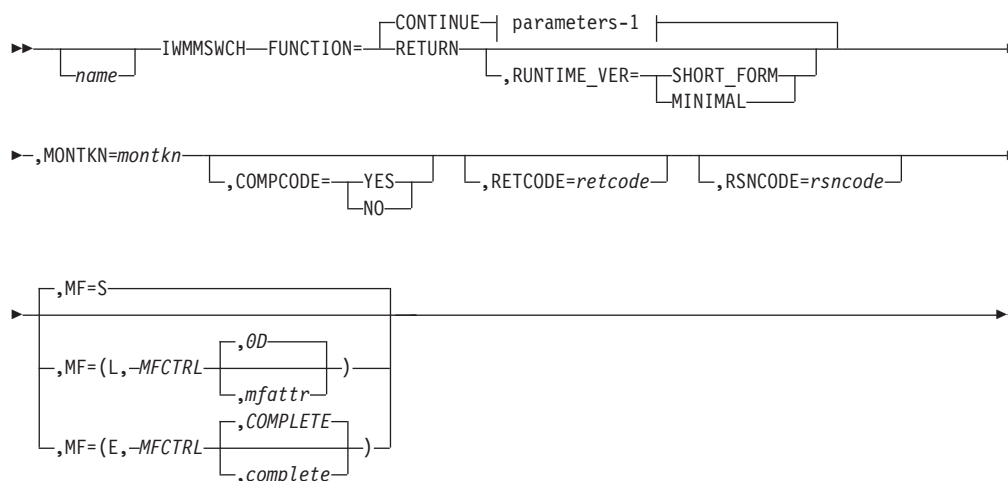 CONTINUE parameters-1
name IWMMSWCH FUNCTION= RETURN
,RUNTIME_VER= SHORT_FORM
MINIMAL
,MONTKN=montkn
,COMPCODE= YES ,RETCODE=retcode ,RSNCODE=rsncode
NO
,MF=S
,0D
,MF=(L, MFCTRL )
,mfattr
,COMPLETE
,MF=(E, MFCTRL )
,complete